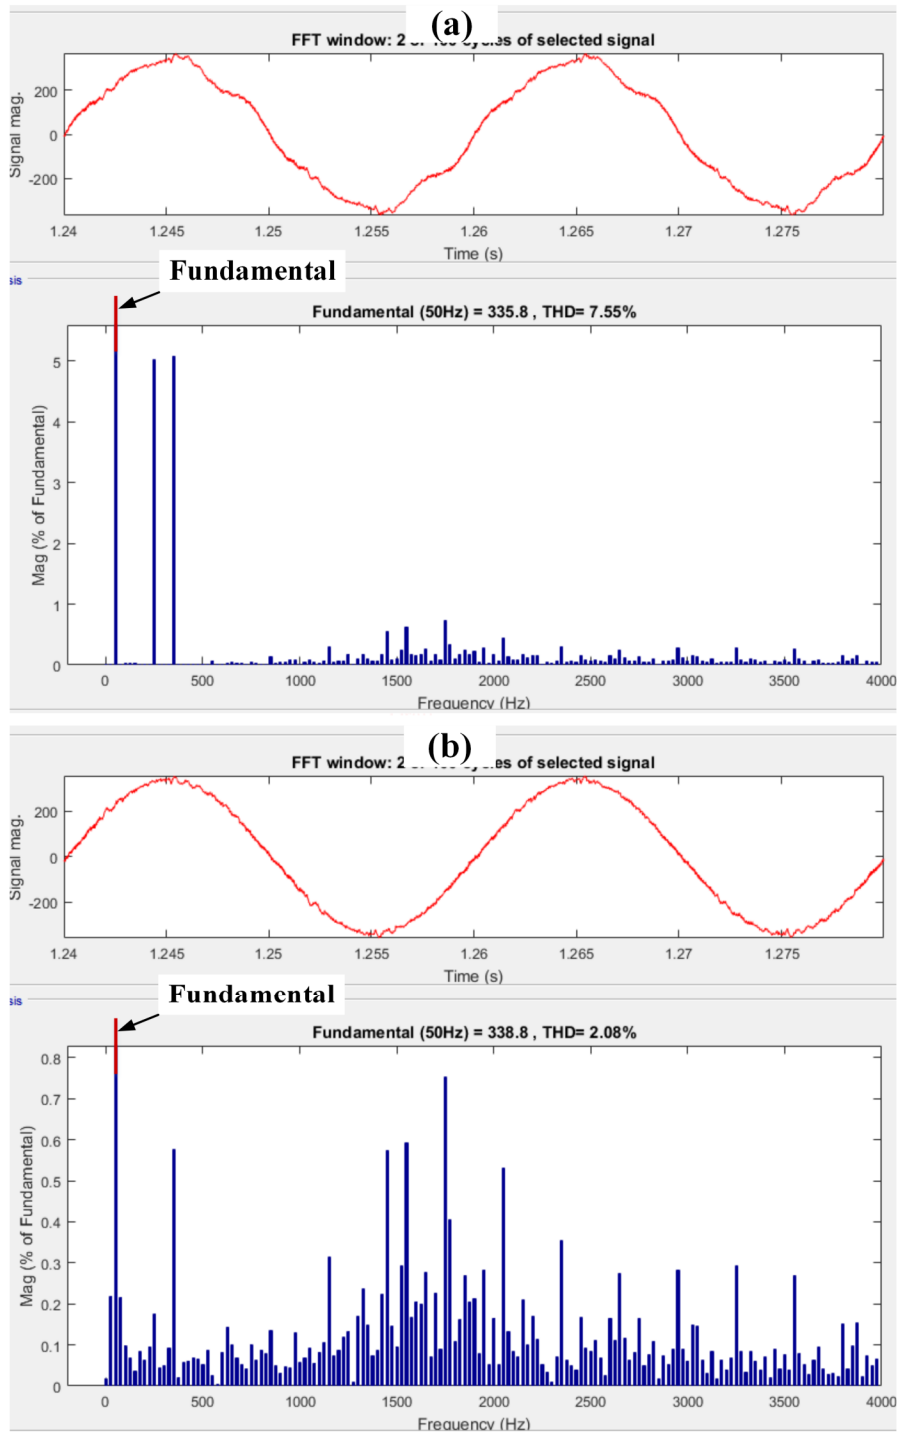 (a)
FFT window: 2 of 100 cycles of selected signal
Signal mag.
200
0
-200
1.24 1.245 1.25 1.255 1.26 1.265 1.27 1.275
Time (s)
sis
Fundamental
Fundamental (50Hz) = 335.8 , THD= 7.55%
Mag (% of Fundamental)
5
4
3
2
1
0
0 500 1000 1500 2000 2500 3000 3500 4000
Frequency (Hz)
(b)
FFT window: 2 of 100 cycles of selected signal
Signal mag.
200
0
-200
1.24 1.245 1.25 1.255 1.26 1.265 1.27 1.275
Time (s)
sis
Fundamental
Fundamental (50Hz) = 338.8 , THD= 2.08%
Mag (% of Fundamental)
0.8
0.7
0.6
0.5
0.4
0.3
0.2
0.1
0
0 500 1000 1500 2000 2500 3000 3500 4000
Frequency (Hz)